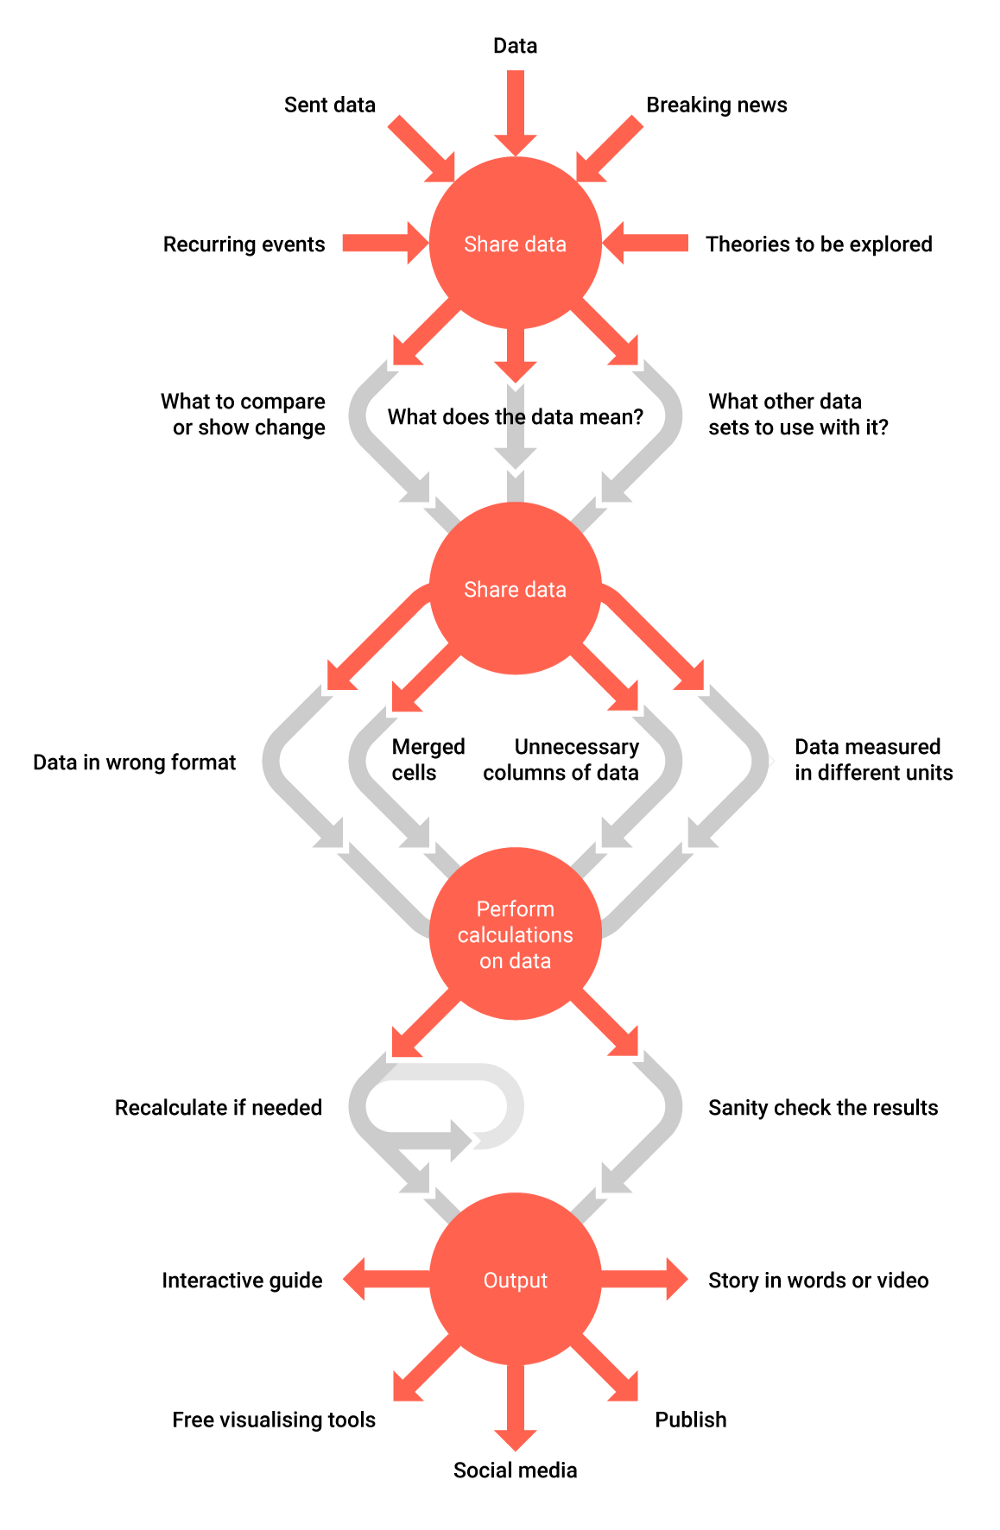 Data
Sent data
Breaking news
Recurring events
Share data
Theories to be explored
What to compare
or show change
What does the data mean?
What other data
sets to use with it?
Share data
Data in wrong format
Merged
cells
Unnecessary
columns of data
Data measured
in different units
Perform
calculations
on data
Recalculate if needed
Sanity check the results
Interactive guide
Output
Story in words or video
Free visualising tools
Publish
Social media